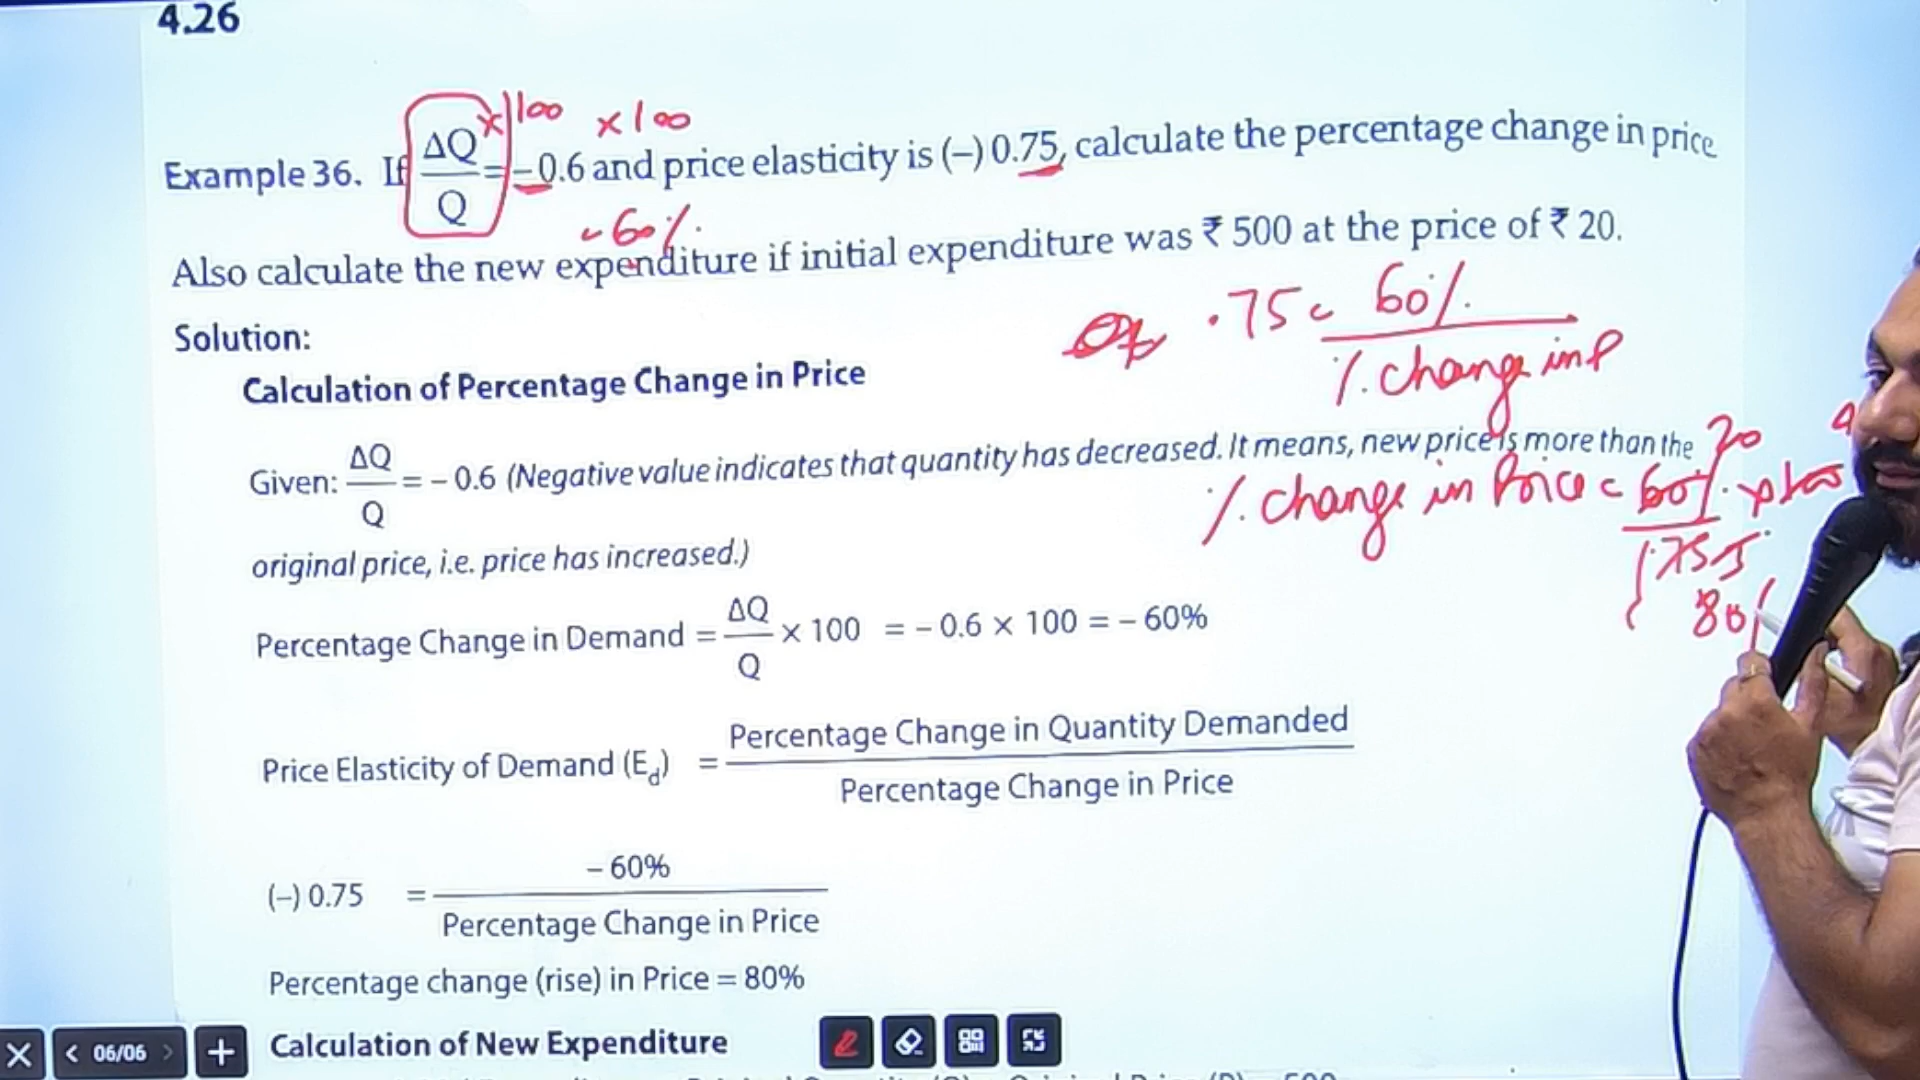 4.26
×100 ×100
Example 36. If ΔQ/Q = -0.6 and price elasticity is (–) 0.75, calculate the percentage change in price
-60%
Also calculate the new expenditure if initial expenditure was ₹ 500 at the price of ₹ 20.
.75 = 60% / % change in P
Solution:
Calculation of Percentage Change in Price
Given: ΔQ/Q = – 0.6 (Negative value indicates that quantity has decreased. It means, new price is more than the
% change in Price = 60% / .75
80%
original price, i.e. price has increased.)
Percentage Change in Demand = ΔQ/Q × 100 = – 0.6 × 100 = – 60%
Price Elasticity of Demand (Ed) = Percentage Change in Quantity Demanded / Percentage Change in Price
(–) 0.75 = – 60% / Percentage Change in Price
Percentage change (rise) in Price = 80%
06/06
Calculation of New Expenditure